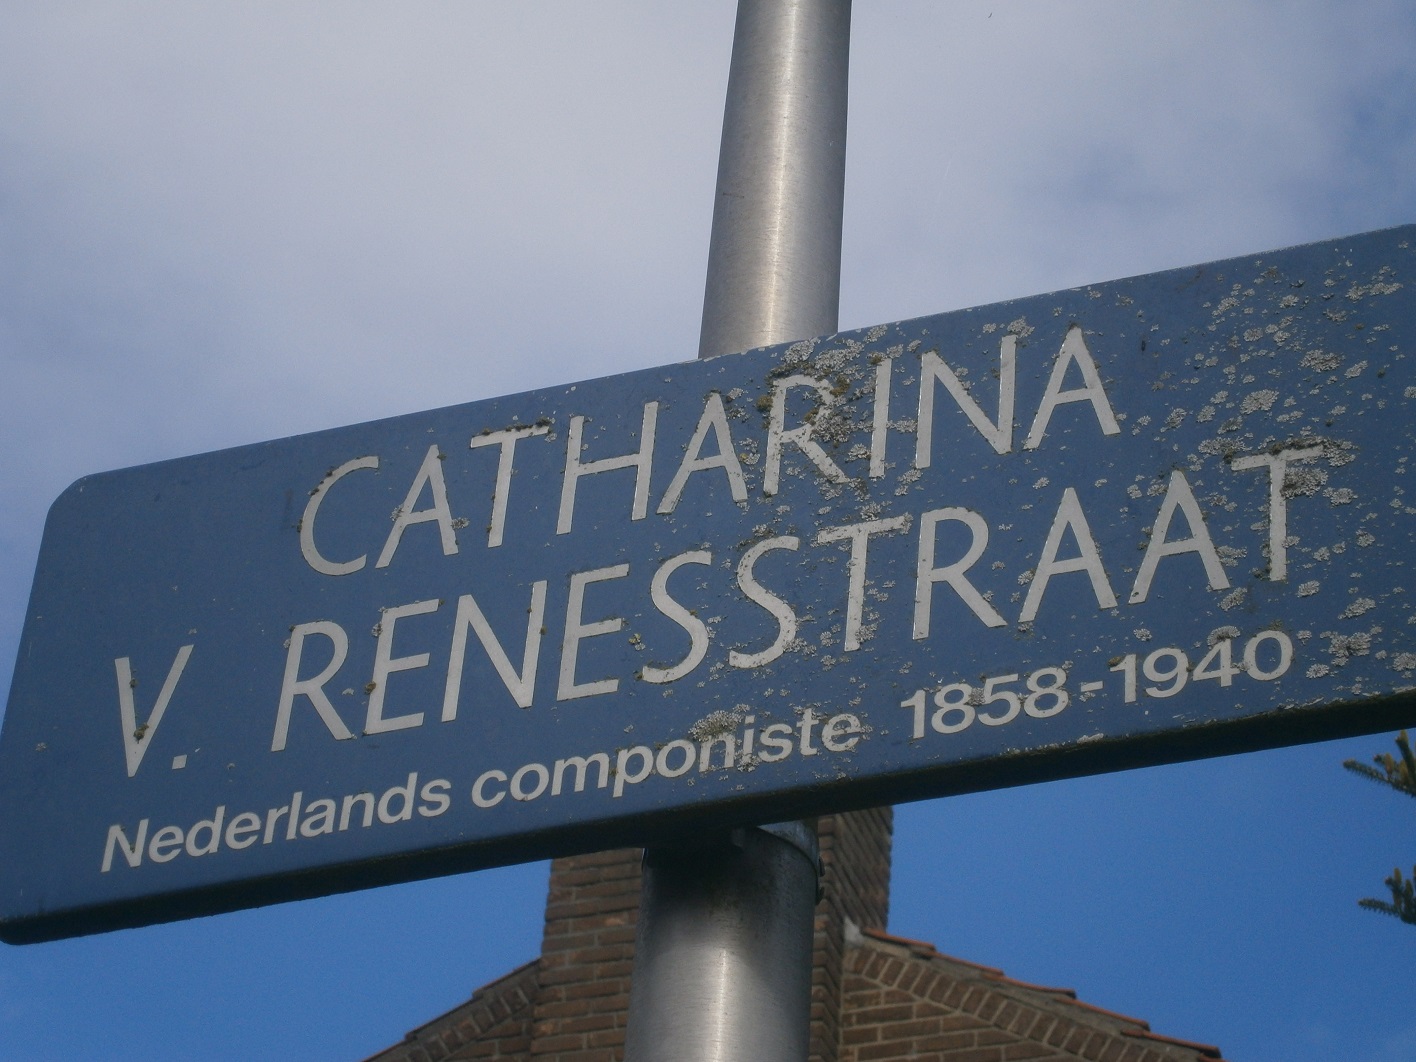 CATHARINA
V. RENESSTRAAT
Nederlands componiste 1858-1940